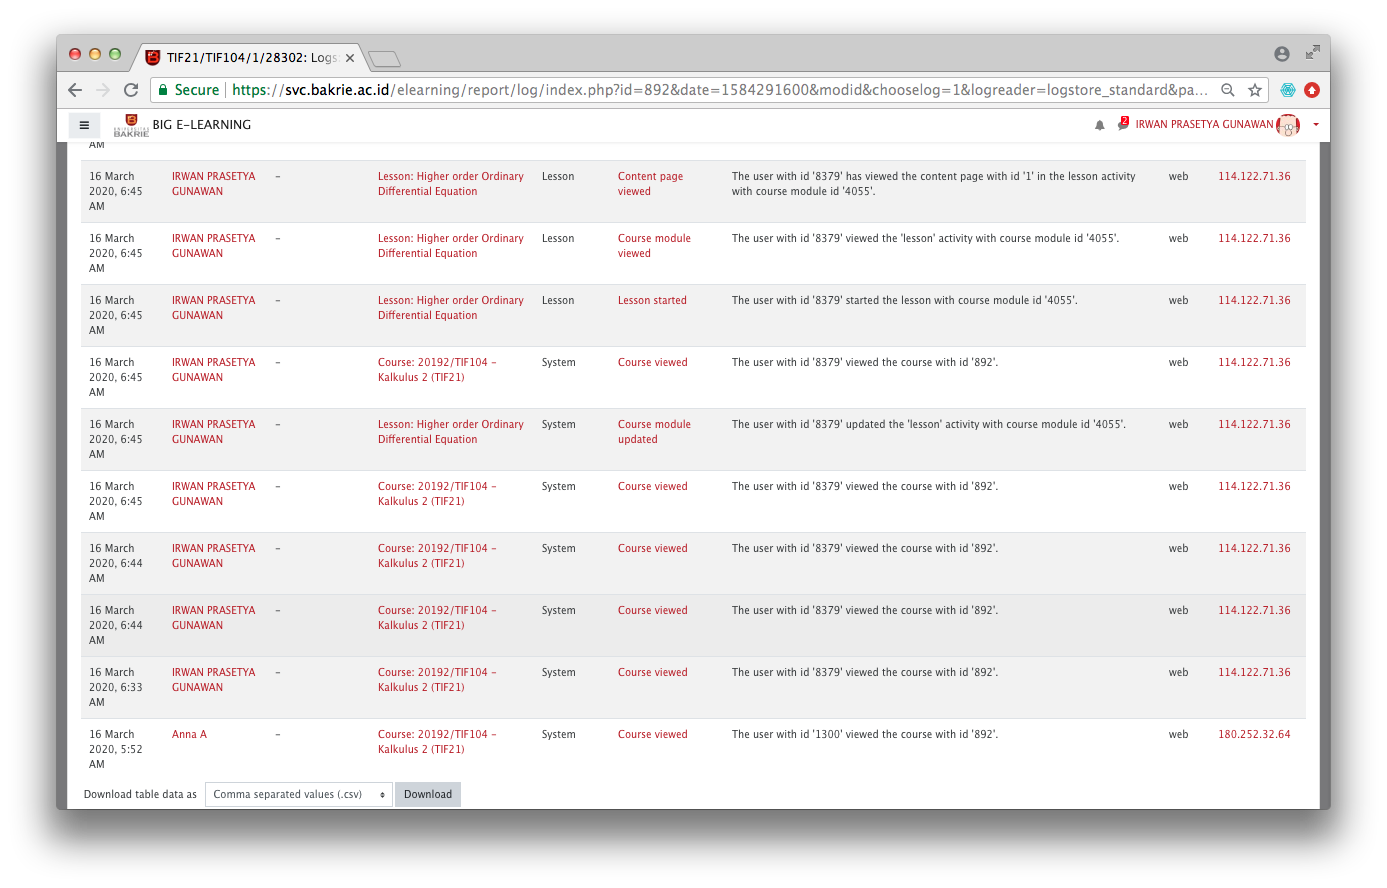 TIF21/TIF104/1/28302: Logs
Secure https://svc.bakrie.ac.id/elearning/report/log/index.php?id=892&date=1584291600&modid&chooselog=1&logreader=logstore_standard&pa...
BAKRIE BIG E-LEARNING 2 IRWAN PRASETYA GUNAWAN
AM
16 March IRWAN PRASETYA – Lesson: Higher order Ordinary Lesson Content page The user with id '8379' has viewed the content page with id '1' in the lesson activity web 114.122.71.36
2020, 6:45 GUNAWAN Differential Equation viewed with course module id '4055'.
AM
16 March IRWAN PRASETYA – Lesson: Higher order Ordinary Lesson Course module The user with id '8379' viewed the 'lesson' activity with course module id '4055'. web 114.122.71.36
2020, 6:45 GUNAWAN Differential Equation viewed
AM
16 March IRWAN PRASETYA – Lesson: Higher order Ordinary Lesson Lesson started The user with id '8379' started the lesson with course module id '4055'. web 114.122.71.36
2020, 6:45 GUNAWAN Differential Equation
AM
16 March IRWAN PRASETYA – Course: 20192/TIF104 – System Course viewed The user with id '8379' viewed the course with id '892'. web 114.122.71.36
2020, 6:45 GUNAWAN Kalkulus 2 (TIF21)
AM
16 March IRWAN PRASETYA – Lesson: Higher order Ordinary System Course module The user with id '8379' updated the 'lesson' activity with course module id '4055'. web 114.122.71.36
2020, 6:45 GUNAWAN Differential Equation updated
AM
16 March IRWAN PRASETYA – Course: 20192/TIF104 – System Course viewed The user with id '8379' viewed the course with id '892'. web 114.122.71.36
2020, 6:45 GUNAWAN Kalkulus 2 (TIF21)
AM
16 March IRWAN PRASETYA – Course: 20192/TIF104 – System Course viewed The user with id '8379' viewed the course with id '892'. web 114.122.71.36
2020, 6:44 GUNAWAN Kalkulus 2 (TIF21)
AM
16 March IRWAN PRASETYA – Course: 20192/TIF104 – System Course viewed The user with id '8379' viewed the course with id '892'. web 114.122.71.36
2020, 6:44 GUNAWAN Kalkulus 2 (TIF21)
AM
16 March IRWAN PRASETYA – Course: 20192/TIF104 – System Course viewed The user with id '8379' viewed the course with id '892'. web 114.122.71.36
2020, 6:33 GUNAWAN Kalkulus 2 (TIF21)
AM
16 March Anna A – Course: 20192/TIF104 – System Course viewed The user with id '1300' viewed the course with id '892'. web 180.252.32.64
2020, 5:52 Kalkulus 2 (TIF21)
AM
Download table data as Comma separated values (.csv) Download